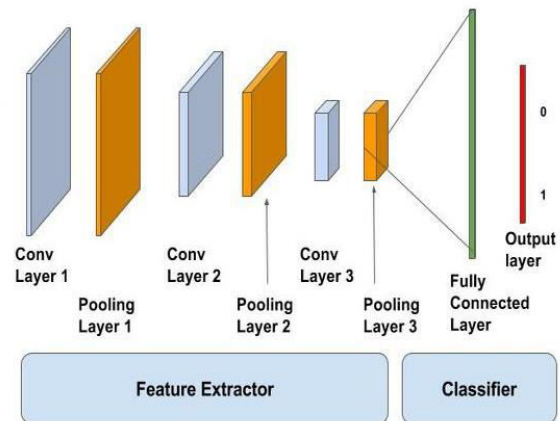 0
1
Conv
Layer 1
Pooling
Layer 1
Conv
Layer 2
Pooling
Layer 2
Conv
Layer 3
Pooling
Layer 3
Fully
Connected
Layer
Output
layer
Feature Extractor
Classifier